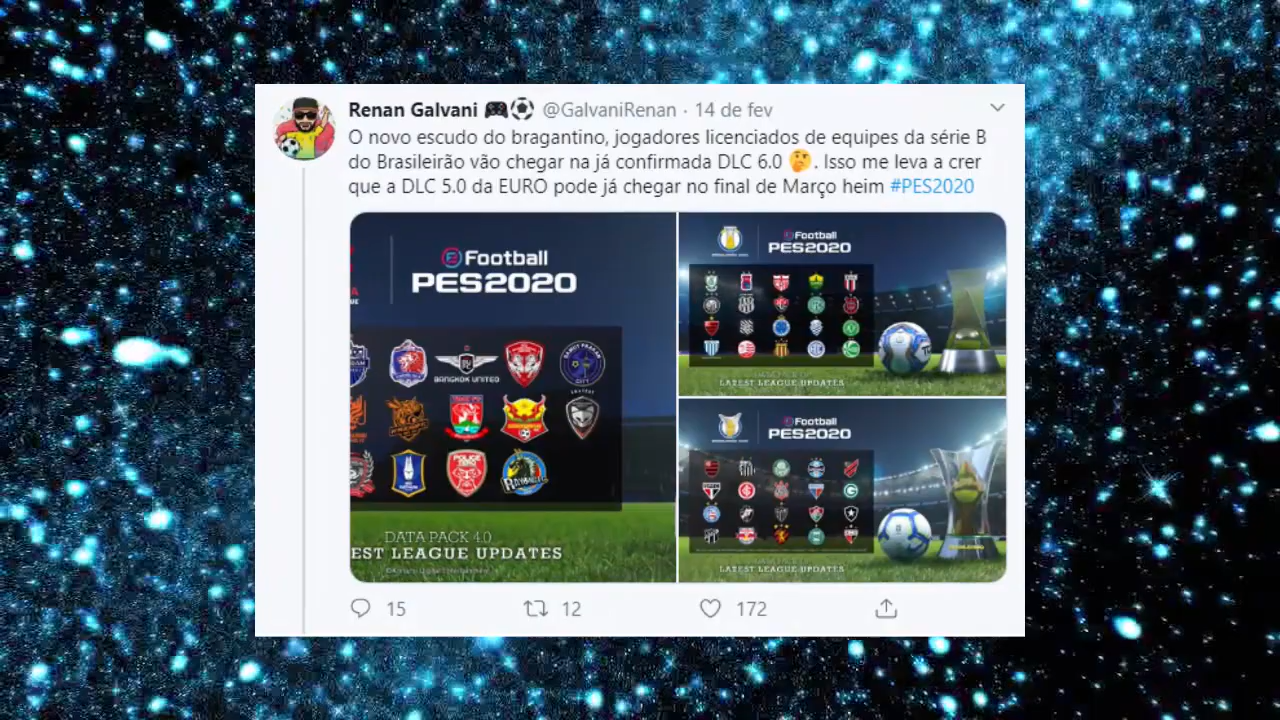 Renan Galvani 🎮⚽ @GalvaniRenan · 14 de fev
O novo escudo do bragantino, jogadores licenciados de equipes da série B
do Brasileirão vão chegar na já confirmada DLC 6.0 🤔. Isso me leva a crer
que a DLC 5.0 da EURO pode já chegar no final de Março heim #PES2020
eFootball
PES2020
BANGKOK UNITED
POLICE TERO
DATA PACK 4.0
EST LEAGUE UPDATES
eFootball
PES2020
LATEST LEAGUE UPDATES
eFootball
PES2020
LATEST LEAGUE UPDATES
15 12 172